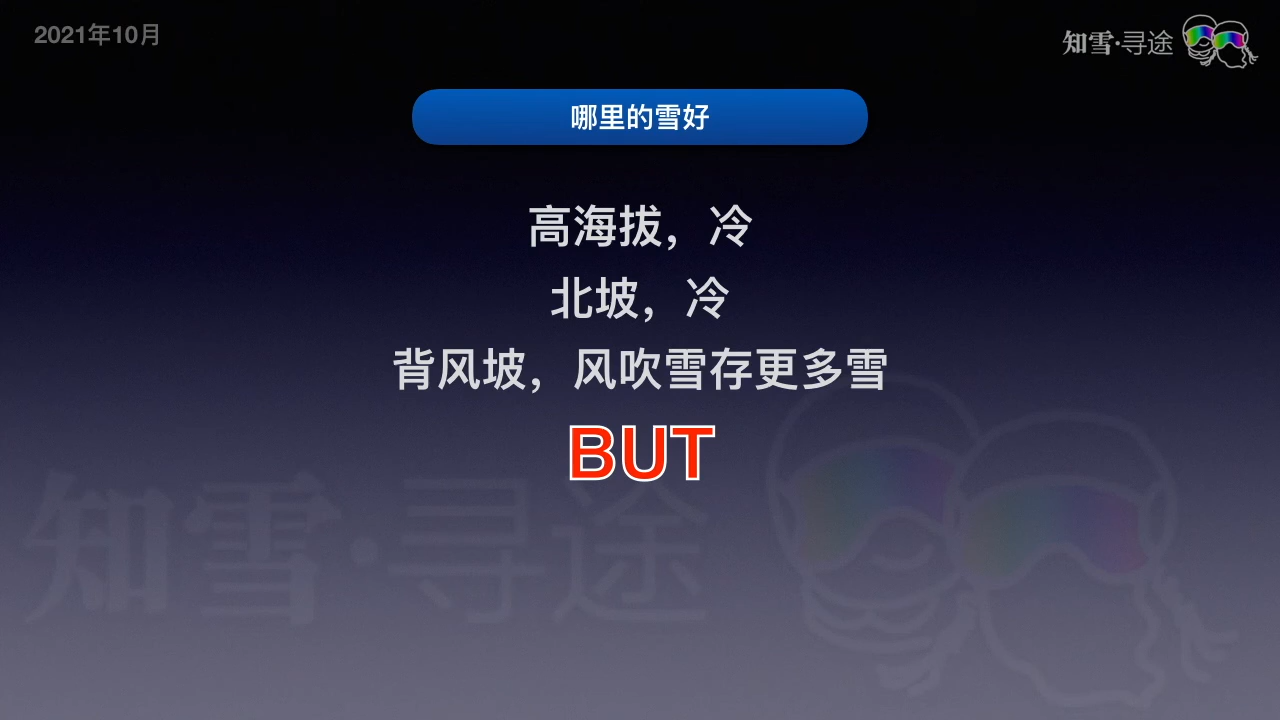 2021年10月
知雪·寻途
哪里的雪好
高海拔，冷
北坡，冷
背风坡，风吹雪存更多雪
BUT
知雪·寻途